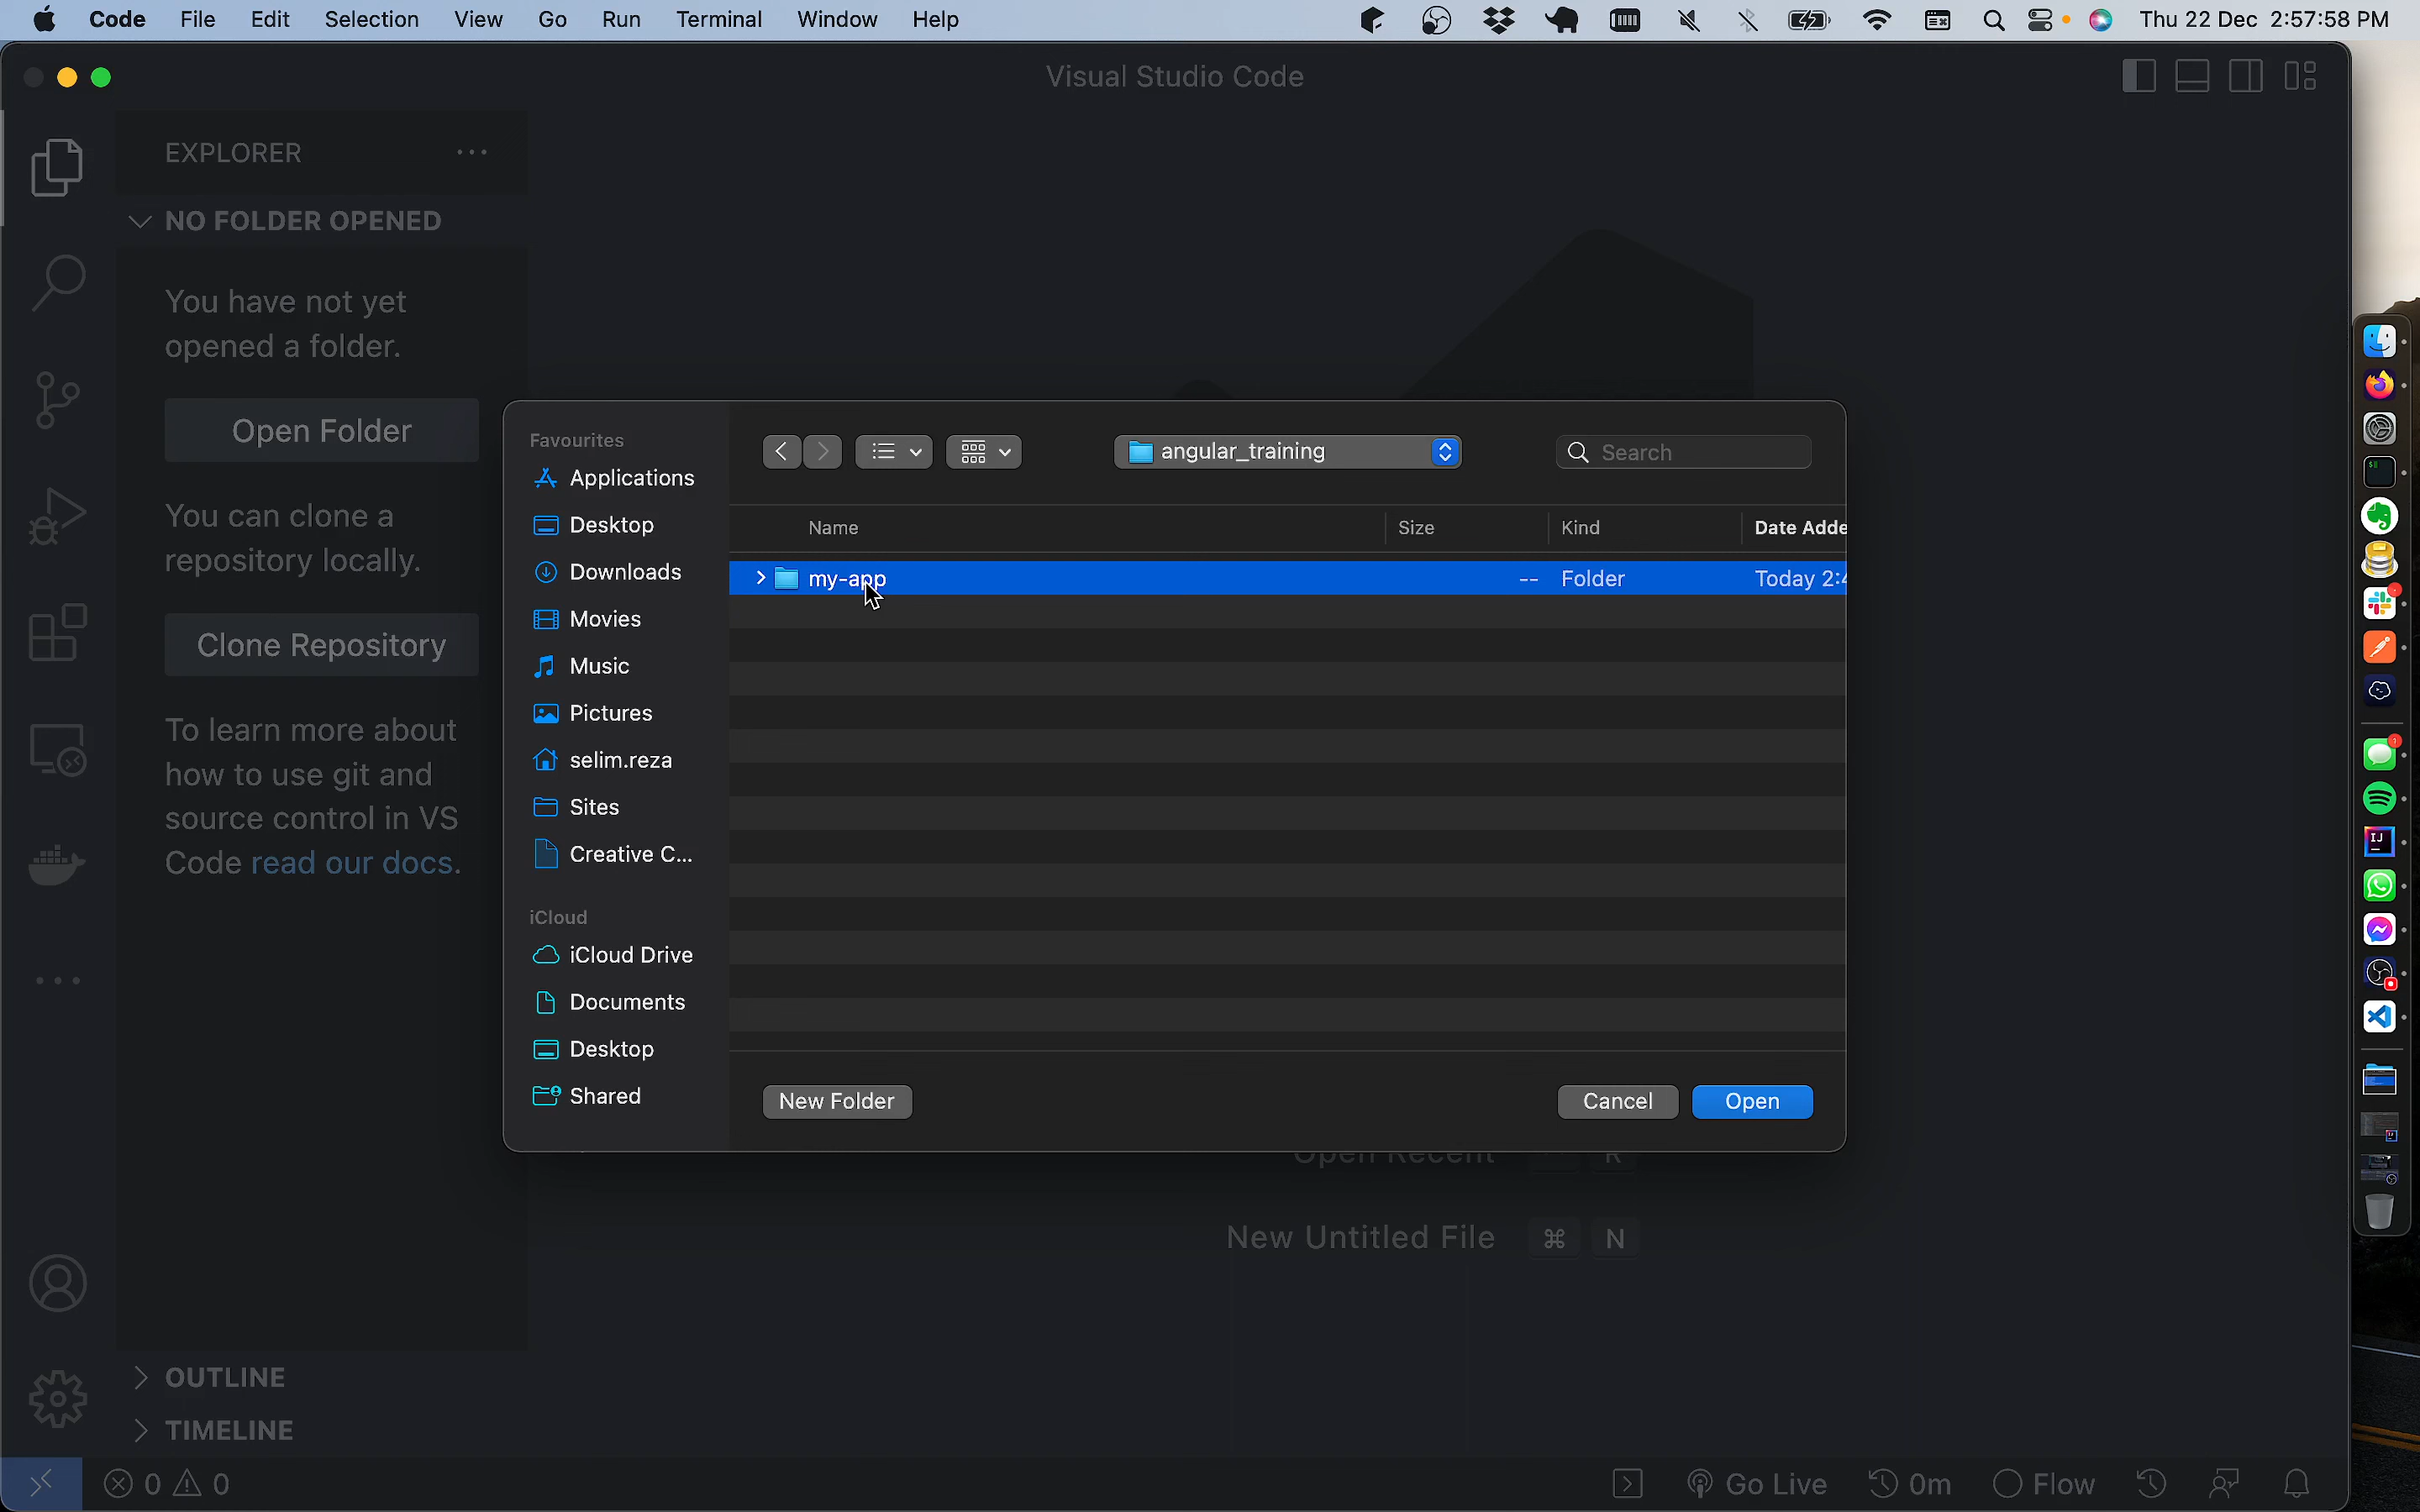 Code File Edit Selection View Go Run Terminal Window Help Thu 22 Dec 2:57:58 PM
Visual Studio Code
EXPLORER
NO FOLDER OPENED
You have not yet
opened a folder.
Open Folder
You can clone a
repository locally.
Clone Repository
To learn more about
how to use git and
source control in VS
Code read our docs.
OUTLINE
TIMELINE
Favourites
Applications
Desktop
Downloads
Movies
Music
Pictures
selim.reza
Sites
Creative C...
iCloud
iCloud Drive
Documents
Desktop
Shared
angular_training
Search
Name Size Kind Date Adde
my-app -- Folder Today 2:4
New Folder Cancel Open
Open Recent R
New Untitled File ⌘ N
0 0 Go Live 0m Flow